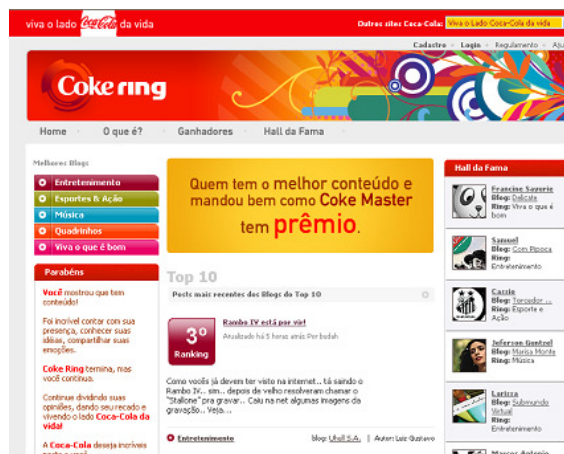 viva o lado Coca-Cola da vida
Outros sites Coca-Cola: Viva o Lado Coca-Cola da vida
Cadastro Login Regulamento
Coke ring
Home O que é? Ganhadores Hall da Fama
Melhores Blogs
Entretenimento
Esportes & Ação
Música
Quadrinhos
Viva o que é bom
Parabéns
Você mostrou que tem
conteúdo!
Foi incrível contar com sua
presença, conhecer suas
idéias, compartilhar suas
emoções.
Coke Ring termina, mas
você continua.
Continue dividindo suas
opiniões, dando seu recado e
vivendo o lado Coca-Cola da
vida!
A Coca-Cola deseja incríveis
Quem tem o melhor conteúdo e
mandou bem como Coke Master
tem prêmio.
Top 10
Posts mais recentes dos Blogs do Top 10
3º
Ranking
Rambo IV está por vir!
Atualizado há 5 horas atrás Por bedah
Como vocês já devem ter visto na internet.. tá saindo o
Rambo IV... sim.. depois de velho resolveram chamar o
"Stallone" pra gravar.. Caiu na net algumas imagens da
gravação.. Veja...
Entretenimento blog: Uhell S.A. | Autor: Luiz Gustavo
Hall da Fama
Francine Saverio
Blog: Delicate
Ring: Viva o que é
bom
Samuel
Blog: Com Pipoca
Ring:
Entretenimento
Cassio
Blog: Torcedor ...
Ring: Esporte e
Ação
Jeferson Gentzel
Blog: Marisa Monte
Ring: Música
Larissa
Blog: Submundo
Virtual
Ring:
Entretenimento
Marcos Antonio